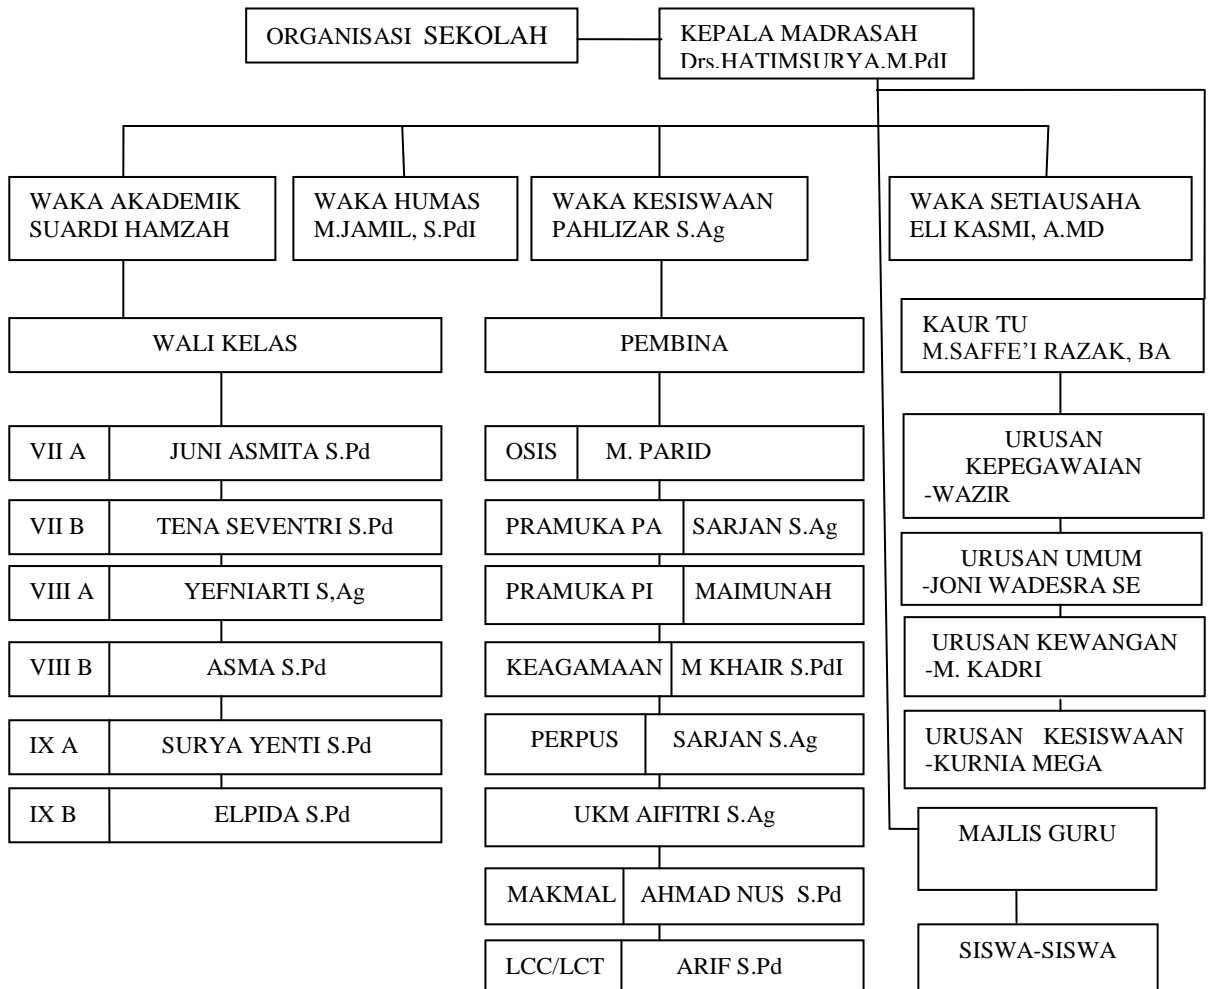 ORGANISASI SEKOLAH
KEPALA MADRASAH
Drs.HATIMSURYA.M.PdI
WAKA AKADEMIK
SUARDI HAMZAH
WAKA HUMAS
M.JAMIL, S.PdI
WAKA KESISWAAN
PAHLIZAR S.Ag
WAKA SETIAUSAHA
ELI KASMI, A.MD
WALI KELAS
VII A JUNI ASMITA S.Pd
VII B TENA SEVENTRI S.Pd
VIII A YEFNIARTI S,Ag
VIII B ASMA S.Pd
IX A SURYA YENTI S.Pd
IX B ELPIDA S.Pd
PEMBINA
OSIS M. PARID
PRAMUKA PA SARJAN S.Ag
PRAMUKA PI MAIMUNAH
KEAGAMAAN M KHAIR S.PdI
PERPUS SARJAN S.Ag
UKM AIFITRI S.Ag
MAKMAL AHMAD NUS S.Pd
LCC/LCT ARIF S.Pd
KAUR TU
M.SAFFE’I RAZAK, BA
URUSAN
KEPEGAWAIAN
-WAZIR
URUSAN UMUM
-JONI WADESRA SE
URUSAN KEWANGAN
-M. KADRI
URUSAN KESISWAAN
-KURNIA MEGA
MAJLIS GURU
SISWA-SISWA